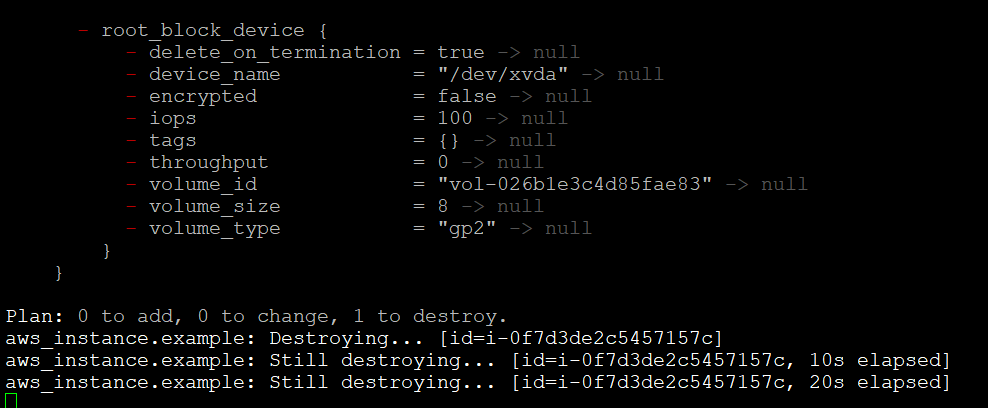 - root_block_device {
- delete_on_termination = true -> null
- device_name = "/dev/xvda" -> null
- encrypted = false -> null
- iops = 100 -> null
- tags = {} -> null
- throughput = 0 -> null
- volume_id = "vol-026b1e3c4d85fae83" -> null
- volume_size = 8 -> null
- volume_type = "gp2" -> null
}
}
Plan: 0 to add, 0 to change, 1 to destroy.
aws_instance.example: Destroying... [id=i-0f7d3de2c5457157c]
aws_instance.example: Still destroying... [id=i-0f7d3de2c5457157c, 10s elapsed]
aws_instance.example: Still destroying... [id=i-0f7d3de2c5457157c, 20s elapsed]